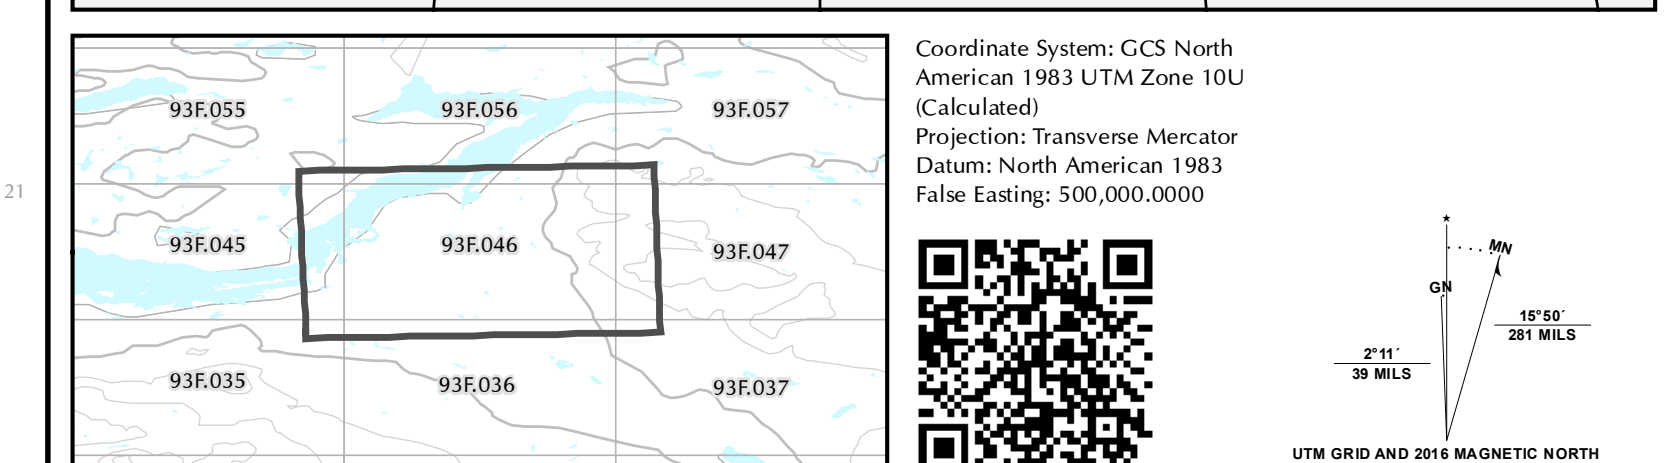 21
93F.055
93F.056
93F.057
93F.045
93F.046
93F.047
93F.035
93F.036
93F.037
Coordinate System: GCS North
American 1983 UTM Zone 10U
(Calculated)
Projection: Transverse Mercator
Datum: North American 1983
False Easting: 500,000.0000
MN
GN
15°50´
281 MILS
2°11´
39 MILS
UTM GRID AND 2016 MAGNETIC NORTH